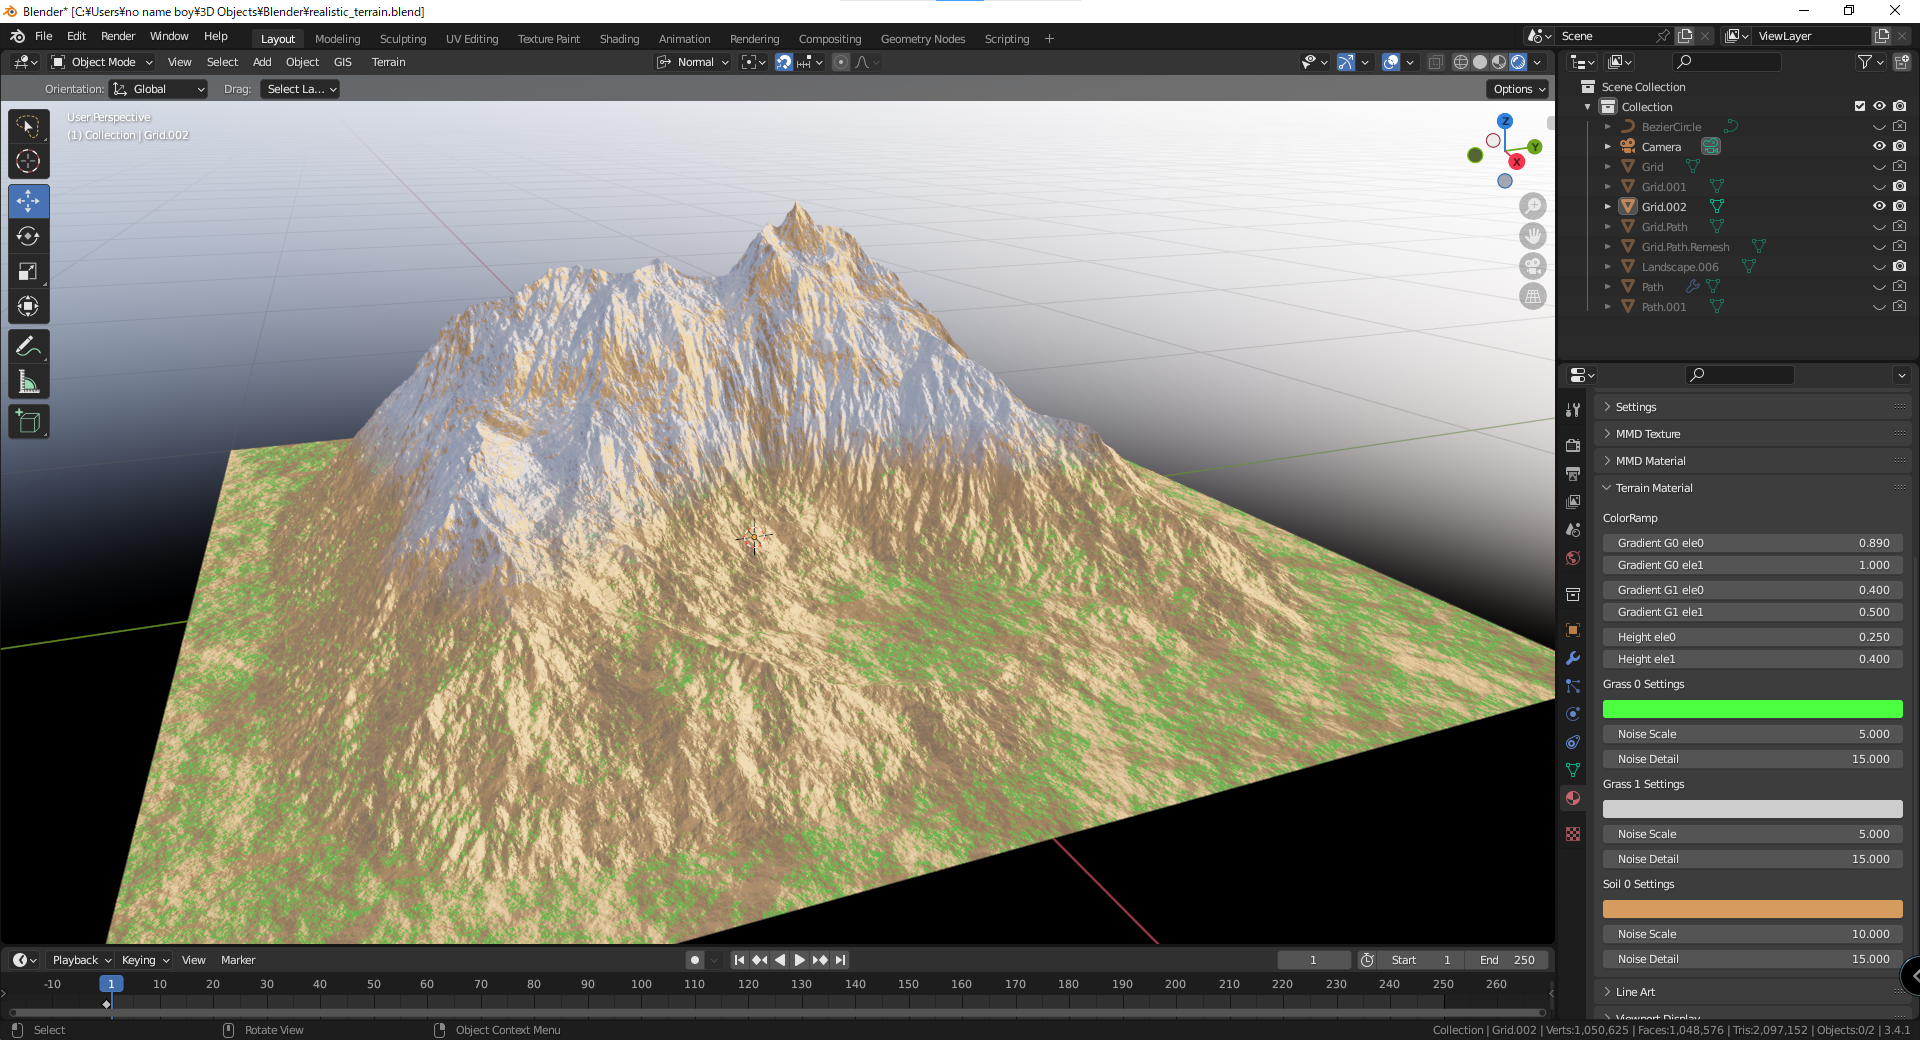 Blender* [C:¥Users¥no name boy¥3D Objects¥Blender¥realistic_terrain.blend]
File Edit Render Window Help Layout Modeling Sculpting UV Editing Texture Paint Shading Animation Rendering Compositing Geometry Nodes Scripting + Scene ViewLayer
Object Mode View Select Add Object GIS Terrain Normal
Orientation: Global Drag: Select La... Options
User Perspective
(1) Collection | Grid.002
Z
Y
X
Scene Collection
Collection
BezierCircle
Camera
Grid
Grid.001
Grid.002
Grid.Path
Grid.Path.Remesh
Landscape.006
Path
Path.001
Settings
MMD Texture
MMD Material
Terrain Material
ColorRamp
Gradient G0 ele0 0.890
Gradient G0 ele1 1.000
Gradient G1 ele0 0.400
Gradient G1 ele1 0.500
Height ele0 0.250
Height ele1 0.400
Grass 0 Settings
Noise Scale 5.000
Noise Detail 15.000
Grass 1 Settings
Noise Scale 5.000
Noise Detail 15.000
Soil 0 Settings
Noise Scale 10.000
Noise Detail 15.000
Line Art
Viewport Display
Playback Keying View Marker 1 Start 1 End 250
-10 1 10 20 30 40 50 60 70 80 90 100 110 120 130 140 150 160 170 180 190 200 210 220 230 240 250 260
Select Rotate View Object Context Menu Collection | Grid.002 | Verts:1,050,625 | Faces:1,048,576 | Tris:2,097,152 | Objects:0/2 | 3.4.1